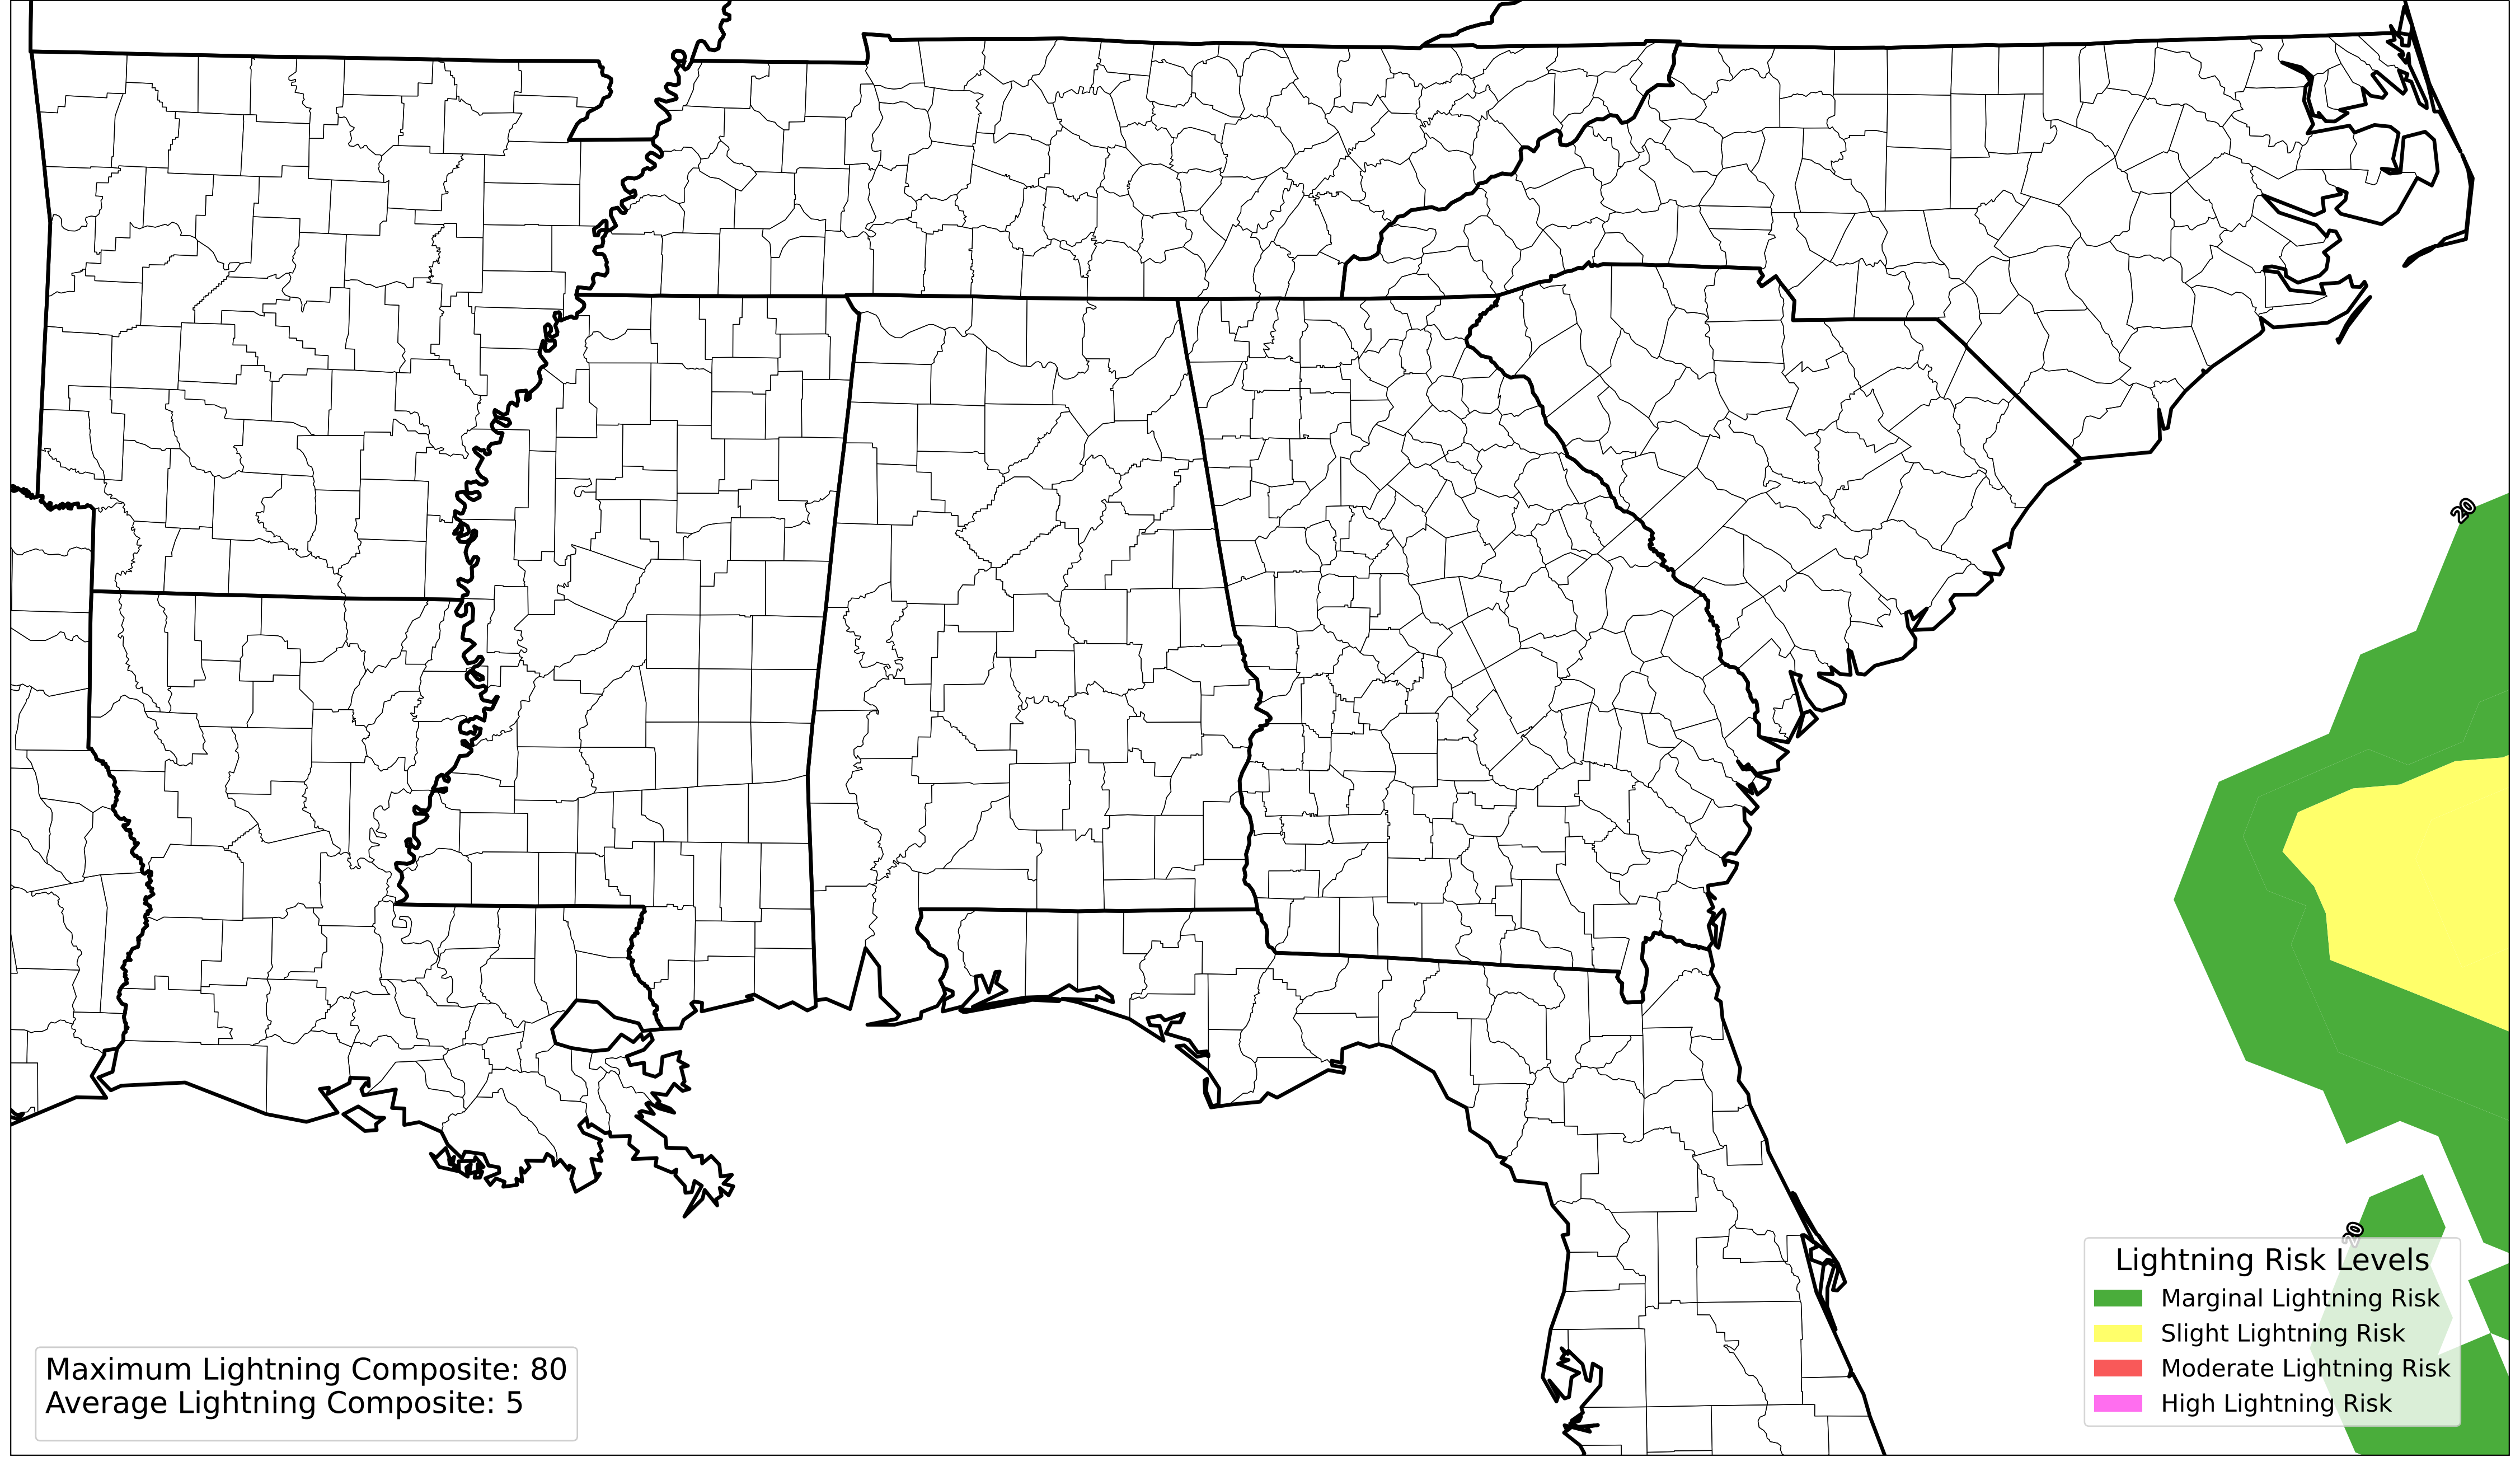 20
20
Lightning Risk Levels
Marginal Lightning Risk
Slight Lightning Risk
Moderate Lightning Risk
High Lightning Risk
Maximum Lightning Composite: 80
Average Lightning Composite: 5